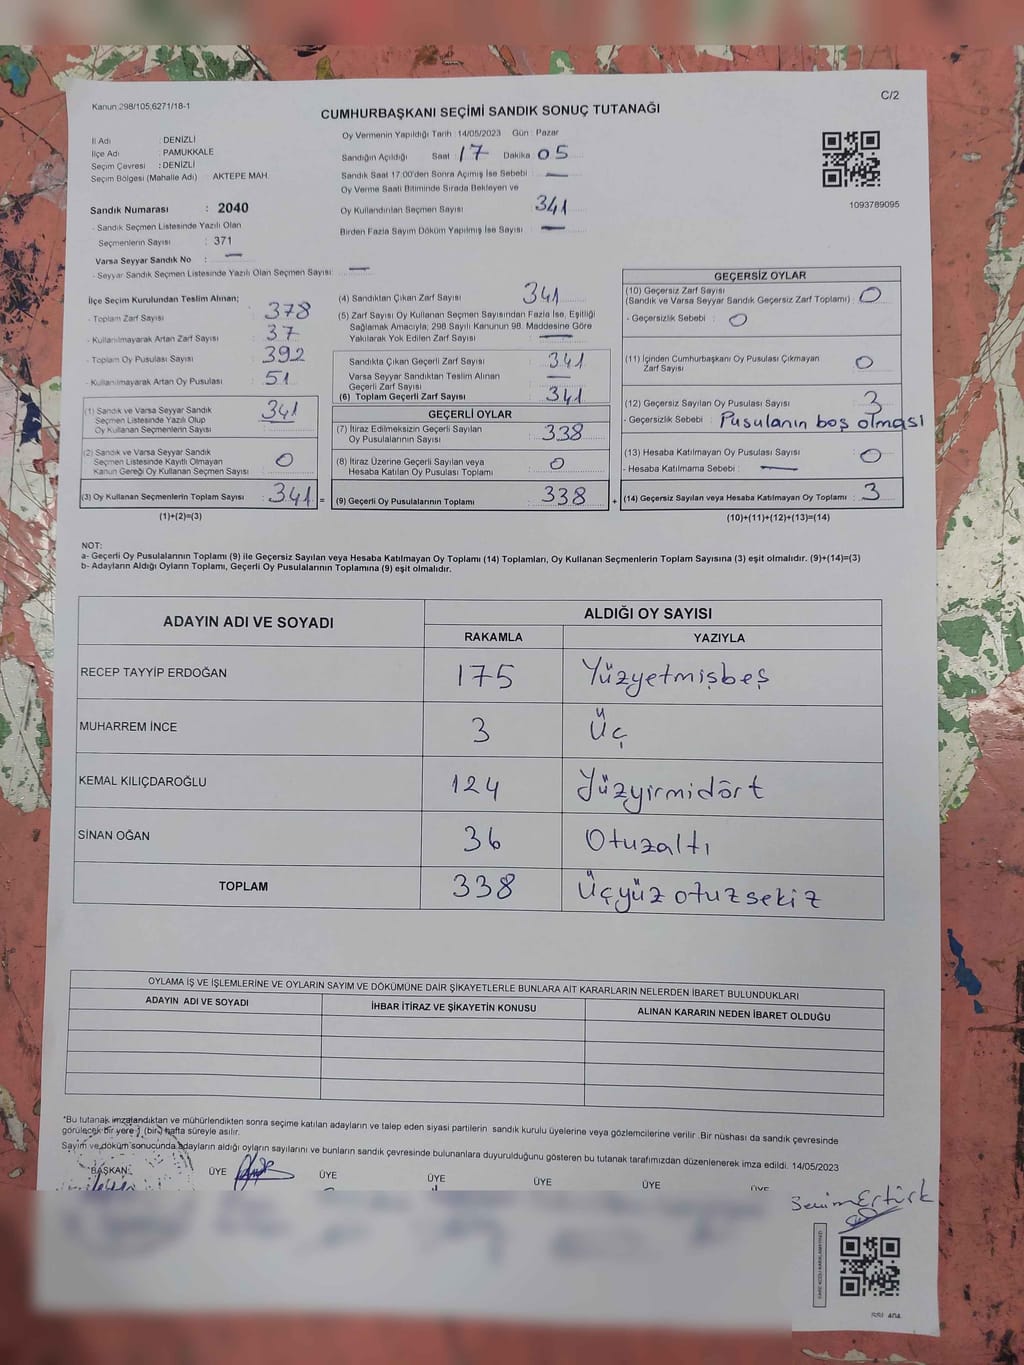 Kanun:298/105,6271/18-1
C/2
CUMHURBAŞKANI SEÇİMİ SANDIK SONUÇ TUTANAĞI
İl Adı : DENİZLİ
İlçe Adı : PAMUKKALE
Seçim Çevresi : DENİZLİ
Seçim Bölgesi (Mahalle Adı) : AKTEPE MAH.
Oy Vermenin Yapıldığı Tarih : 14/05/2023 Gün : Pazar
Sandığın Açıldığı Saat : 17 Dakika : 05
Sandık Saat 17:00'den Sonra Açımış İse Sebebi : —
Oy Verme Saati Bitiminde Sırada Bekleyen ve
Oy Kullandırılan Seçmen Sayısı : 341
Birden Fazla Sayım Döküm Yapılmış İse Sayısı : —
1093789095
Sandık Numarası : 2040
- Sandık Seçmen Listesinde Yazılı Olan
Seçmenlerin Sayısı : 371
Varsa Seyyar Sandık No : —
- Seyyar Sandık Seçmen Listesinde Yazılı Olan Seçmen Sayısı: —
İlçe Seçim Kurulundan Teslim Alınan;
- Toplam Zarf Sayısı : 378
- Kullanılmayarak Artan Zarf Sayısı : 37
- Toplam Oy Pusulası Sayısı : 392
- Kullanılmayarak Artan Oy Pusulası : 51
(1) Sandık ve Varsa Seyyar Sandık
Seçmen Listesinde Yazılı Olup
Oy Kullanan Seçmenlerin Sayısı : 341
(2) Sandık ve Varsa Seyyar Sandık
Seçmen Listesinde Kayıtlı Olmayan
Kanun Gereği Oy Kullanan Seçmen Sayısı : 0
(3) Oy Kullanan Seçmenlerin Toplam Sayısı : 341 =
(1)+(2)=(3)
(4) Sandıktan Çıkan Zarf Sayısı : 341
(5) Zarf Sayısı Oy Kullanan Seçmen Sayısından Fazla İse, Eşitliği
Sağlamak Amacıyla; 298 Sayılı Kanunun 98. Maddesine Göre
Yakılarak Yok Edilen Zarf Sayısı : —
Sandıkta Çıkan Geçerli Zarf Sayısı : 341
Varsa Seyyar Sandıktan Teslim Alınan
Geçerli Zarf Sayısı : —
(6) Toplam Geçerli Zarf Sayısı : 341
GEÇERLİ OYLAR
(7) İtiraz Edilmeksizin Geçerli Sayılan
Oy Pusulalarının Sayısı : 338
(8) İtiraz Üzerine Geçerli Sayılan veya
Hesaba Katılan Oy Pusulası Toplamı : 0
(9) Geçerli Oy Pusulalarının Toplamı : 338 +
GEÇERSİZ OYLAR
(10) Geçersiz Zarf Sayısı
(Sandık ve Varsa Seyyar Sandık Geçersiz Zarf Toplamı) : 0
- Geçersizlik Sebebi : 0
(11) İçinden Cumhurbaşkanı Oy Pusulası Çıkmayan
Zarf Sayısı : 0
(12) Geçersiz Sayılan Oy Pusulası Sayısı : 3
- Geçersizlik Sebebi : Pusulanın boş olması
(13) Hesaba Katılmayan Oy Pusulası Sayısı : 0
- Hesaba Katılmama Sebebi : —
(14) Geçersiz Sayılan veya Hesaba Katılmayan Oy Toplamı : 3
(10)+(11)+(12)+(13)=(14)
NOT:
a- Geçerli Oy Pusulalarının Toplamı (9) ile Geçersiz Sayılan veya Hesaba Katılmayan Oy Toplamı (14) Toplamları, Oy Kullanan Seçmenlerin Toplam Sayısına (3) eşit olmalıdır. (9)+(14)=(3)
b- Adayların Aldığı Oyların Toplamı, Geçerli Oy Pusulalarının Toplamına (9) eşit olmalıdır.
ADAYIN ADI VE SOYADI ALDIĞI OY SAYISI
RAKAMLA YAZIYLA
RECEP TAYYİP ERDOĞAN 175 Yüzyetmişbeş
MUHARREM İNCE 3 Üç
KEMAL KILIÇDAROĞLU 124 Yüzyirmidört
SİNAN OĞAN 36 Otuzaltı
TOPLAM 338 Üçyüz otuzsekiz
OYLAMA İŞ VE İŞLEMLERİNE VE OYLARIN SAYIM VE DÖKÜMÜNE DAİR ŞİKAYETLERLE BUNLARA AİT KARARLARIN NELERDEN İBARET BULUNDUKLARI
ADAYIN ADI VE SOYADI İHBAR İTİRAZ VE ŞİKAYETİN KONUSU ALINAN KARARIN NEDEN İBARET OLDUĞU
*Bu tutanak imzalandıktan ve mühürlendikten sonra seçime katılan adayların ve talep eden siyasi partilerin sandık kurulu üyelerine veya gözlemcilerine verilir .Bir nüshası da sandık çevresinde
görülecek bir yere 1 (bir) hafta süreyle asılır.
Sayım ve döküm sonucunda adayların aldığı oyların sayılarını ve bunların sandık çevresinde bulunanlara duyurulduğunu gösteren bu tutanak tarafımızdan düzenlenerek imza edildi. 14/05/2023
BAŞKAN ÜYE ÜYE ÜYE ÜYE ÜYE ÜYE
Ertürk